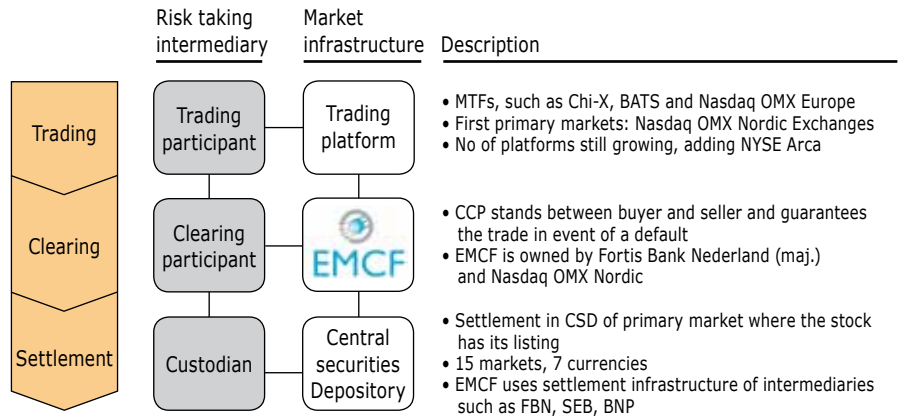 Risk taking
intermediary
Market
infrastructure
Description
Trading
Trading
participant
Trading
platform
• MTFs, such as Chi-X, BATS and Nasdaq OMX Europe
• First primary markets: Nasdaq OMX Nordic Exchanges
• No of platforms still growing, adding NYSE Arca
Clearing
Clearing
participant
EMCF
• CCP stands between buyer and seller and guarantees
the trade in event of a default
• EMCF is owned by Fortis Bank Nederland (maj.)
and Nasdaq OMX Nordic
Settlement
Custodian
Central
securities
Depository
• Settlement in CSD of primary market where the stock
has its listing
• 15 markets, 7 currencies
• EMCF uses settlement infrastructure of intermediaries
such as FBN, SEB, BNP